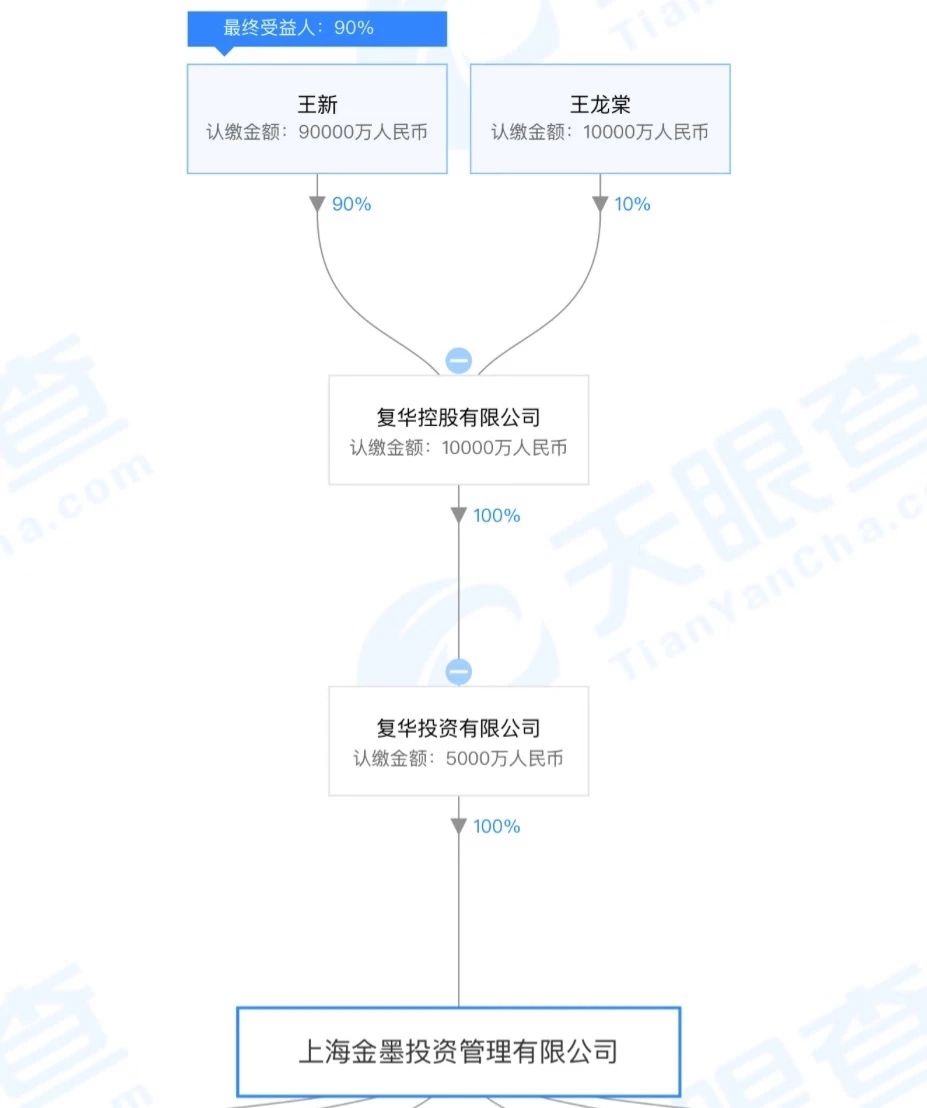 最终受益人：90%
王新
认缴金额：90000万人民币
王龙棠
认缴金额：10000万人民币
90%
10%
复华控股有限公司
认缴金额：10000万人民币
100%
复华投资有限公司
认缴金额：5000万人民币
100%
上海金墨投资管理有限公司
天眼查
TianYanCha.c
查
ha.com
Tia
查
查